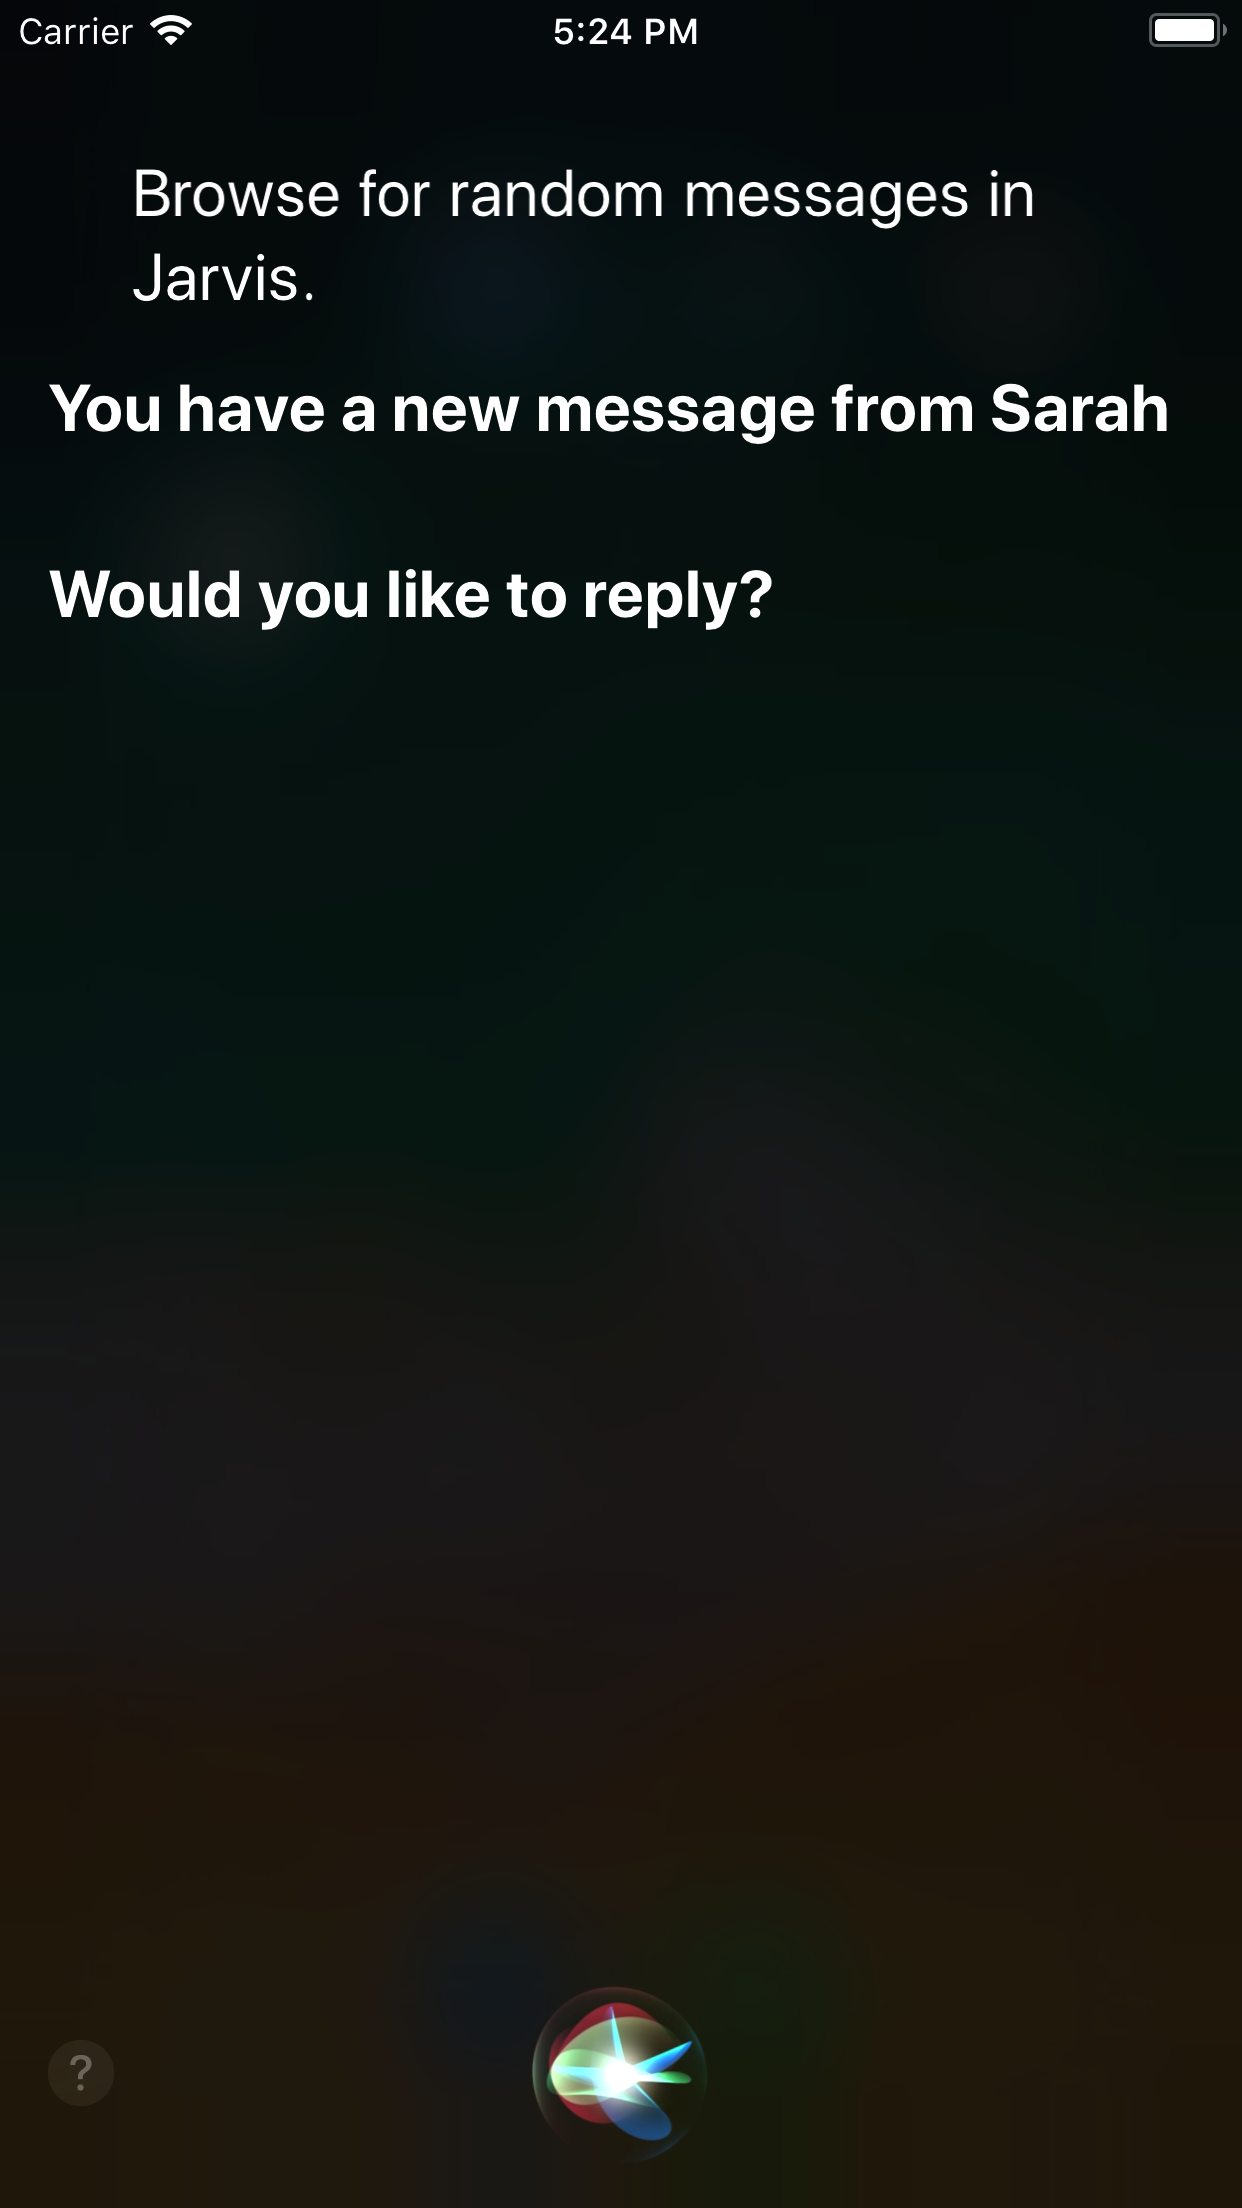 Carrier 5:24 PM
Browse for random messages in
Jarvis.
You have a new message from Sarah
Would you like to reply?
?